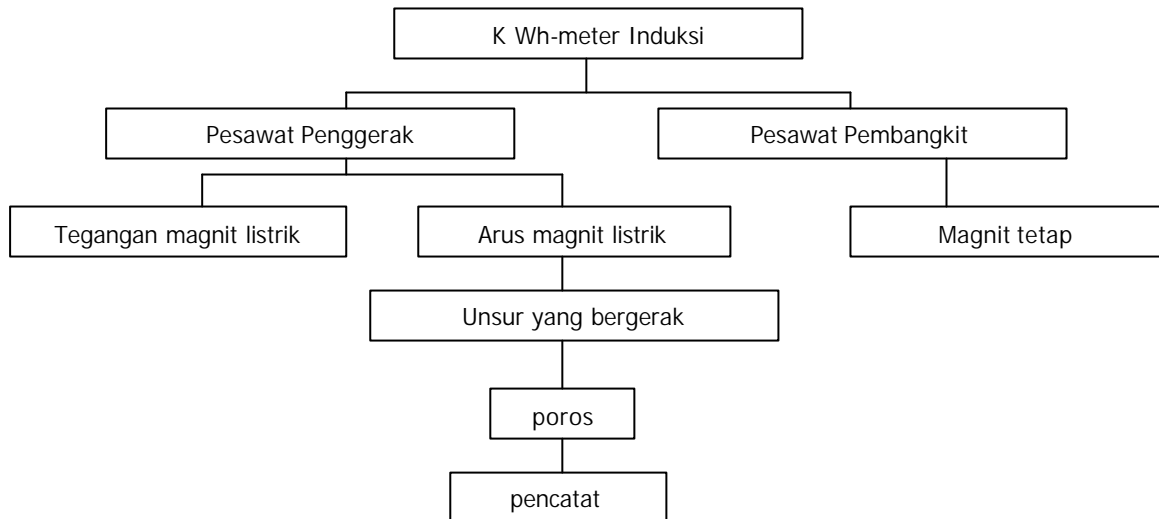 K Wh-meter Induksi
Pesawat Penggerak
Pesawat Pembangkit
Tegangan magnit listrik
Arus magnit listrik
Magnit tetap
Unsur yang bergerak
poros
pencatat